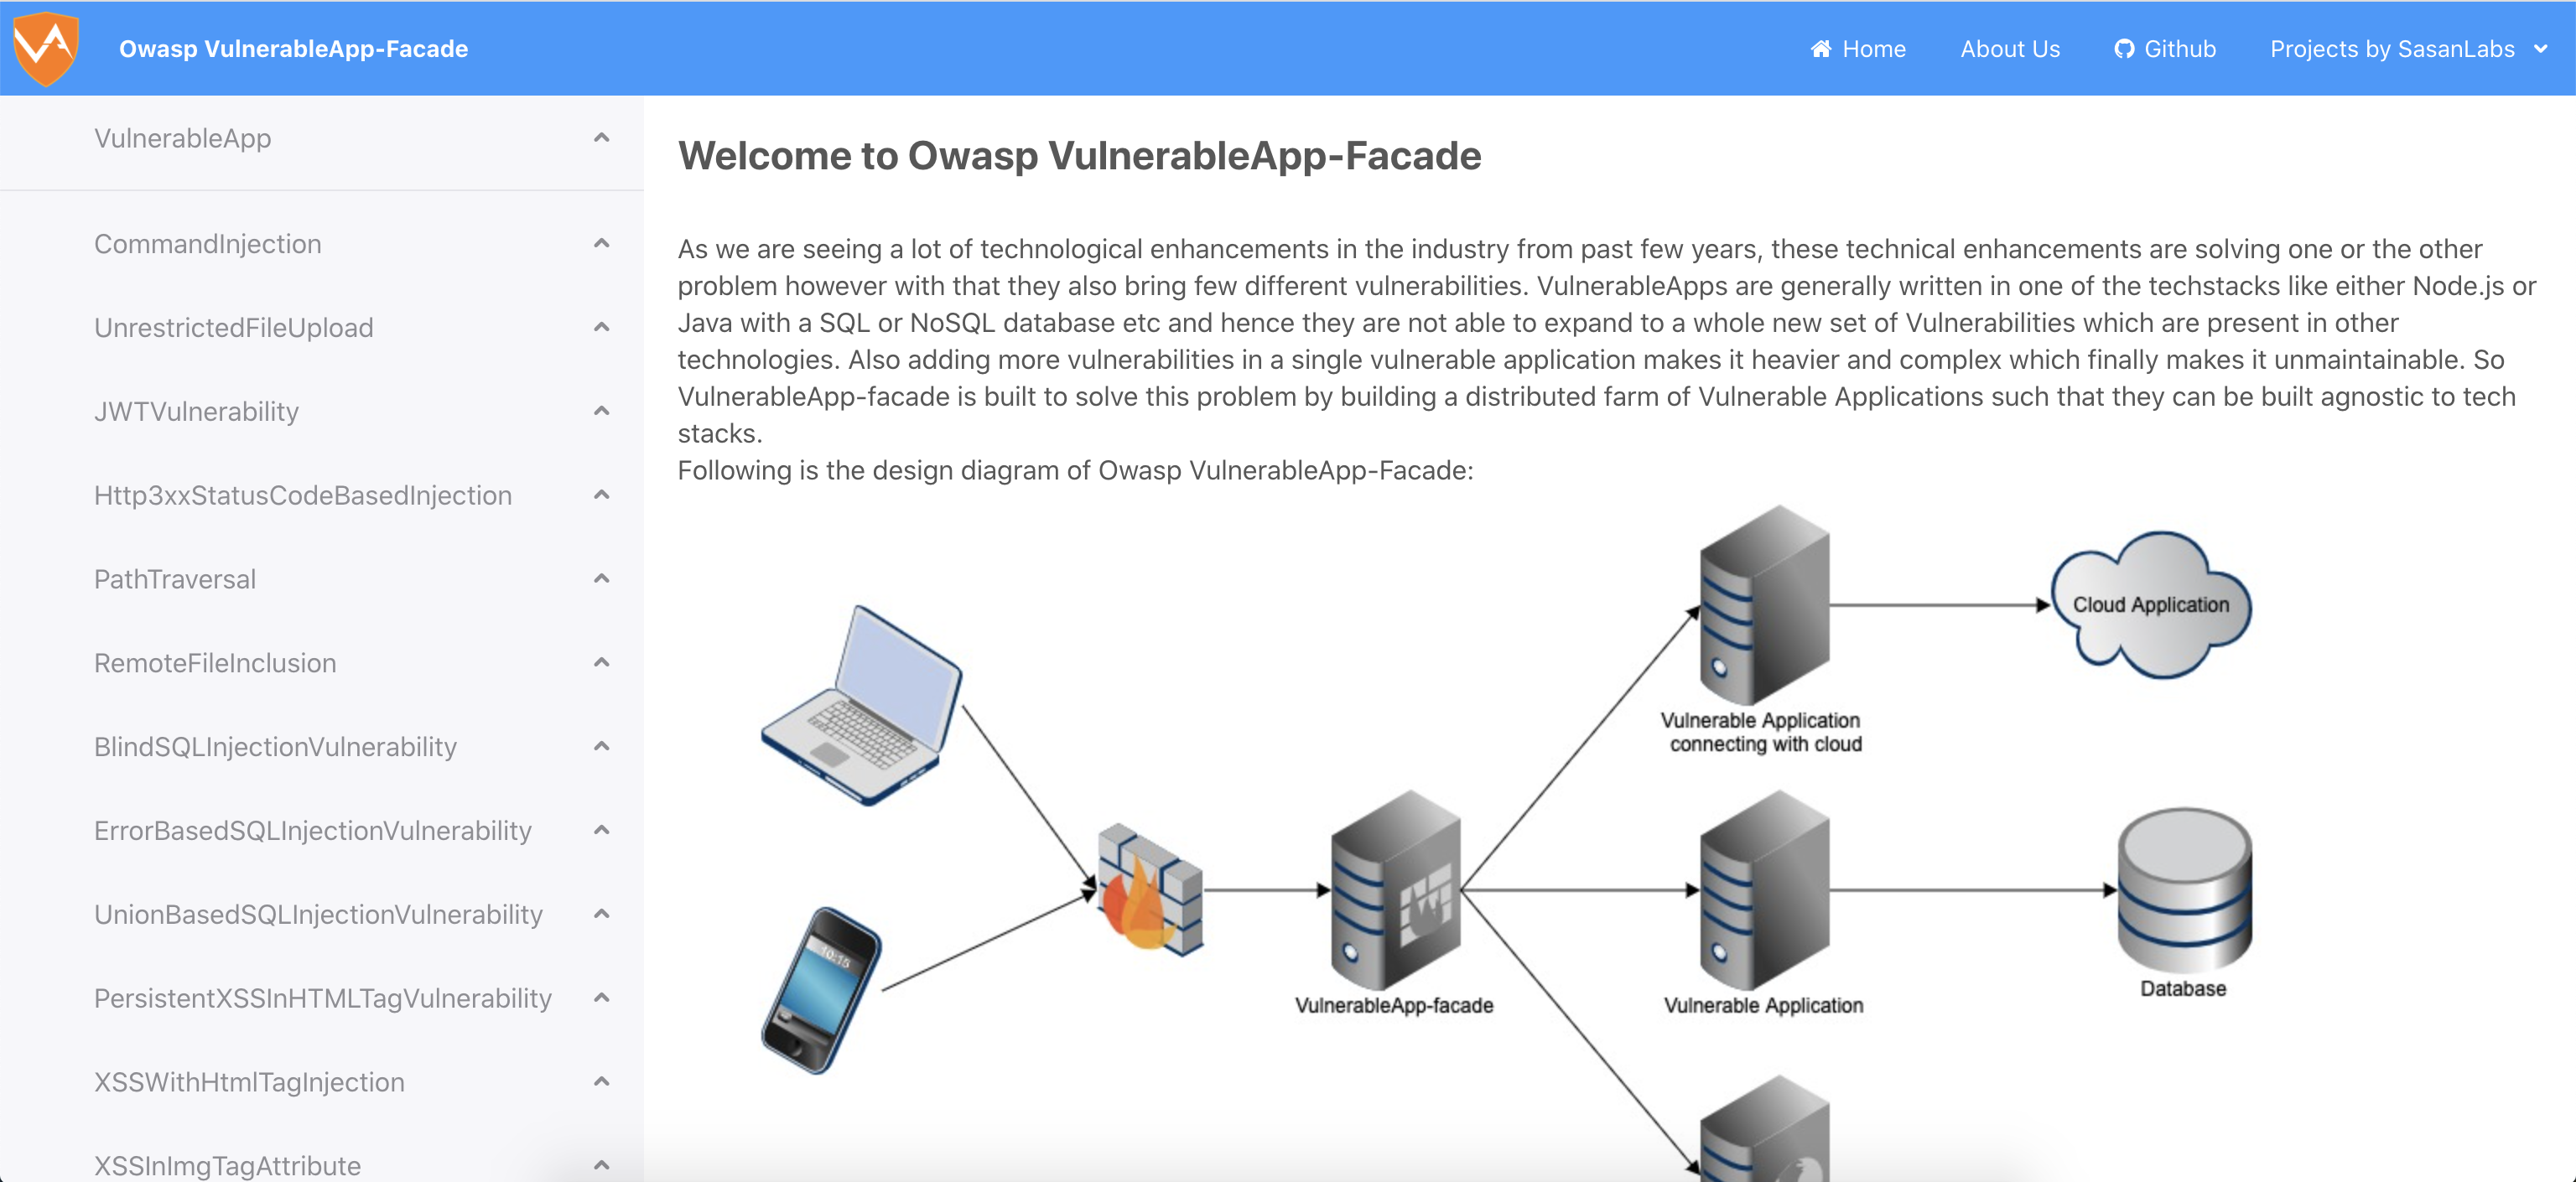 Owasp VulnerableApp-Facade
Home
About Us
Github
Projects by SasanLabs
VulnerableApp
CommandInjection
UnrestrictedFileUpload
JWTVulnerability
Http3xxStatusCodeBasedInjection
PathTraversal
RemoteFileInclusion
BlindSQLInjectionVulnerability
ErrorBasedSQLInjectionVulnerability
UnionBasedSQLInjectionVulnerability
PersistentXSSInHTMLTagVulnerability
XSSWithHtmlTagInjection
XSSInImgTagAttribute
Welcome to Owasp VulnerableApp-Facade
As we are seeing a lot of technological enhancements in the industry from past few years, these technical enhancements are solving one or the other
problem however with that they also bring few different vulnerabilities. VulnerableApps are generally written in one of the techstacks like either Node.js or
Java with a SQL or NoSQL database etc and hence they are not able to expand to a whole new set of Vulnerabilities which are present in other
technologies. Also adding more vulnerabilities in a single vulnerable application makes it heavier and complex which finally makes it unmaintainable. So
VulnerableApp-facade is built to solve this problem by building a distributed farm of Vulnerable Applications such that they can be built agnostic to tech
stacks.
Following is the design diagram of Owasp VulnerableApp-Facade:
Cloud Application
Vulnerable Application
connecting with cloud
10:15
VulnerableApp-facade
Vulnerable Application
Database